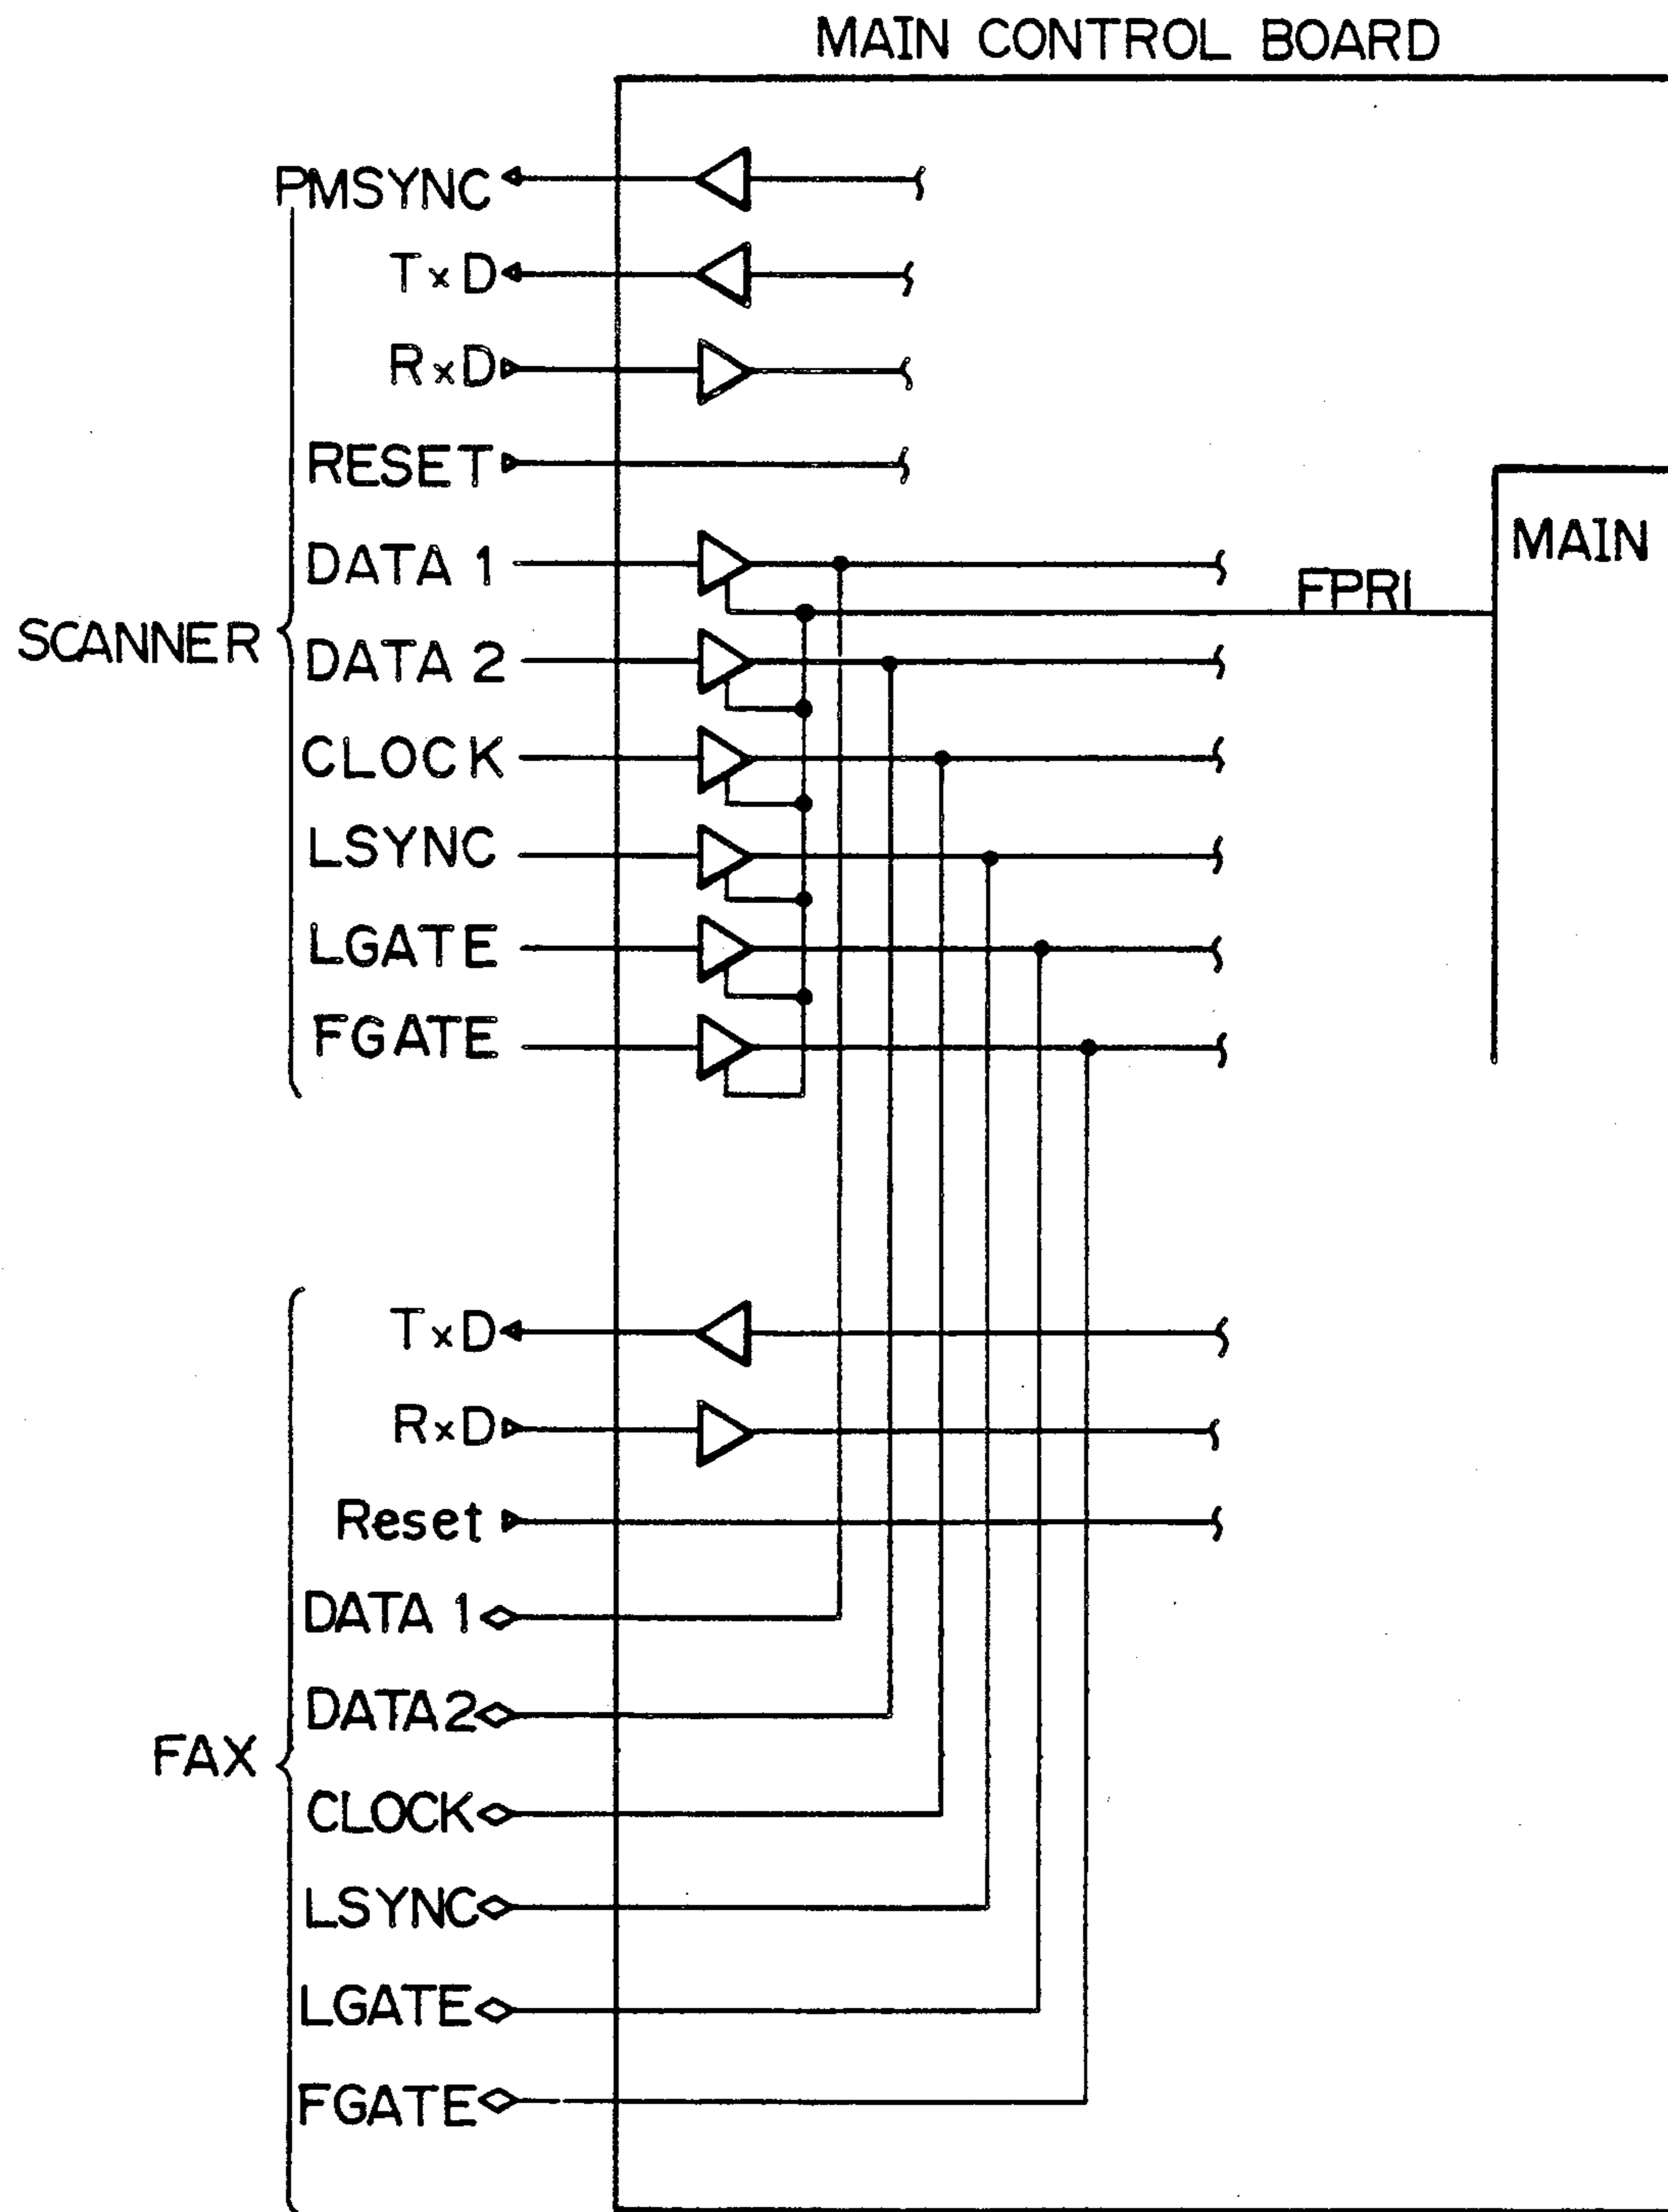 MAIN CONTROL BOARD
PMSYNC
TxD
RxD
RESET
DATA 1
MAIN
FPRI
SCANNER
DATA 2
CLOCK
LSYNC
LGATE
FGATE
TxD
RxD
Reset
DATA 1
DATA2
FAX
CLOCK
LSYNC
LGATE
FGATE